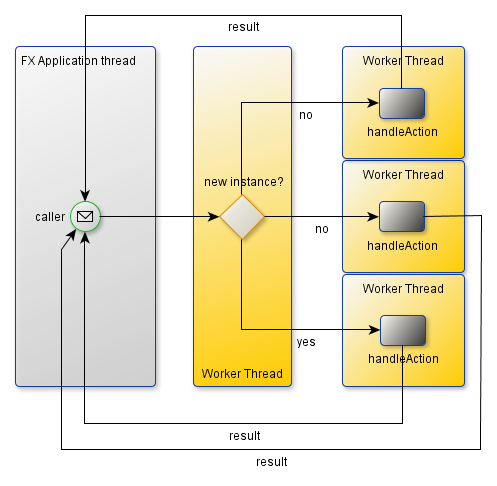 result
FX Application thread
Worker Thread
no
handleAction
Worker Thread
new instance?
caller
no
handleAction
Worker Thread
yes
handleAction
Worker Thread
result
result